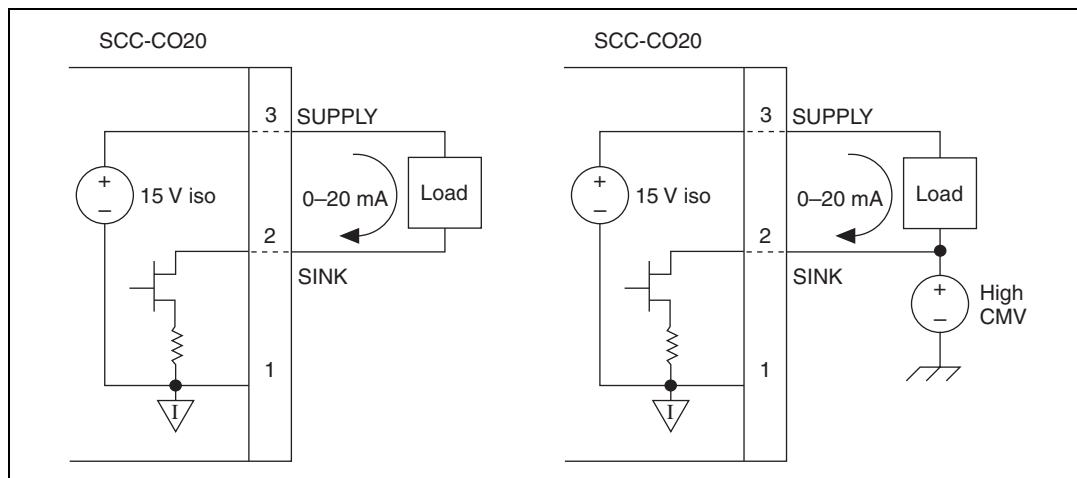 SCC-CO20
3 SUPPLY
+
–
15 V iso
0–20 mA
Load
2
SINK
1
I
SCC-CO20
3 SUPPLY
+
–
15 V iso
0–20 mA
Load
2
SINK
+
–
High
CMV
1
I